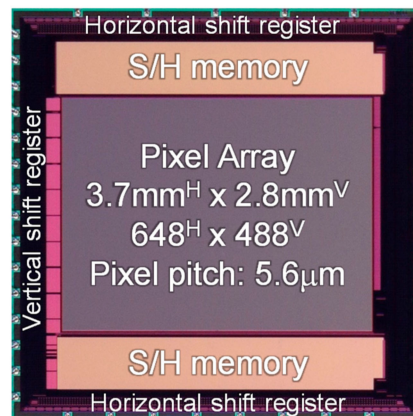 Horizontal shift register
S/H memory
Vertical shift register
Pixel Array
3.7mmᴴ x 2.8mmⱽ
648ᴴ x 488ⱽ
Pixel pitch: 5.6μm
S/H memory
Horizontal shift register